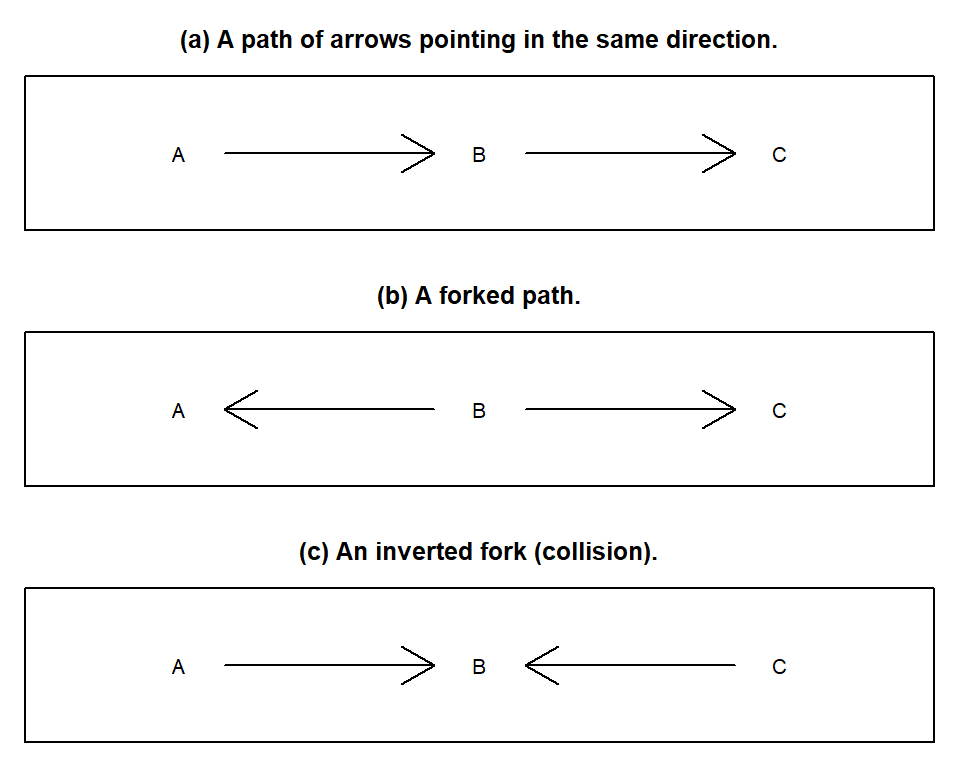 (a) A path of arrows pointing in the same direction.
A B C
(b) A forked path.
A B C
(c) An inverted fork (collision).
A B C